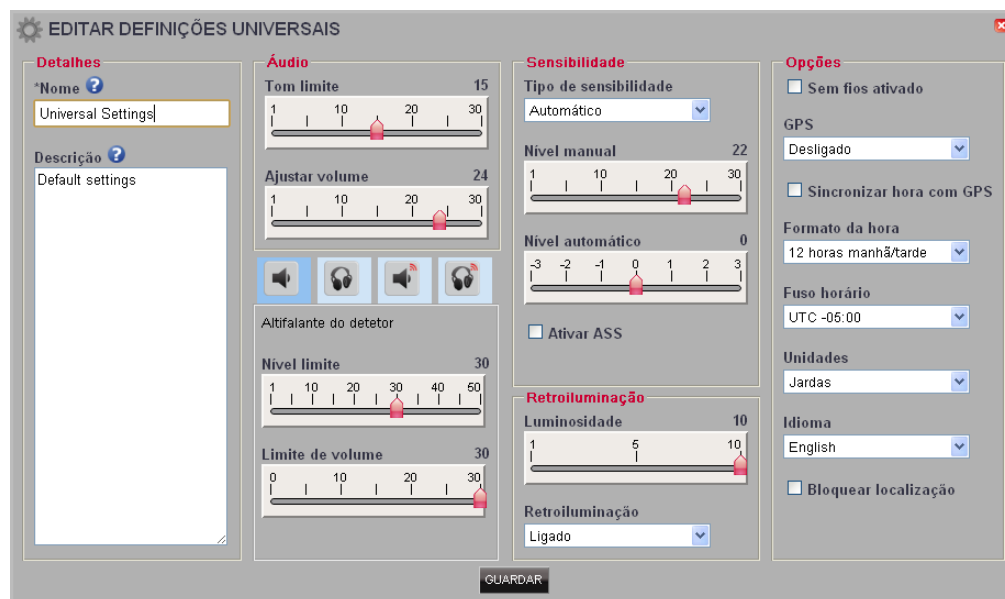 EDITAR DEFINIÇÕES UNIVERSAIS
Detalhes
*Nome ?
Universal Settings
Descrição ?
Default settings
Áudio
Tom limite 15
1 10 20 30
Ajustar volume 24
1 10 20 30
Altifalante do detetor
Nível limite 30
1 10 20 30 40 50
Limite de volume 30
0 10 20 30
Sensibilidade
Tipo de sensibilidade
Automático
Nível manual 22
1 10 20 30
Nível automático 0
-3 -2 -1 0 1 2 3
Ativar ASS
Retroiluminação
Luminosidade 10
1 5 10
Retroiluminação
Ligado
Opções
Sem fios ativado
GPS
Desligado
Sincronizar hora com GPS
Formato da hora
12 horas manhã/tarde
Fuso horário
UTC -05:00
Unidades
Jardas
Idioma
English
Bloquear localização
GUARDAR